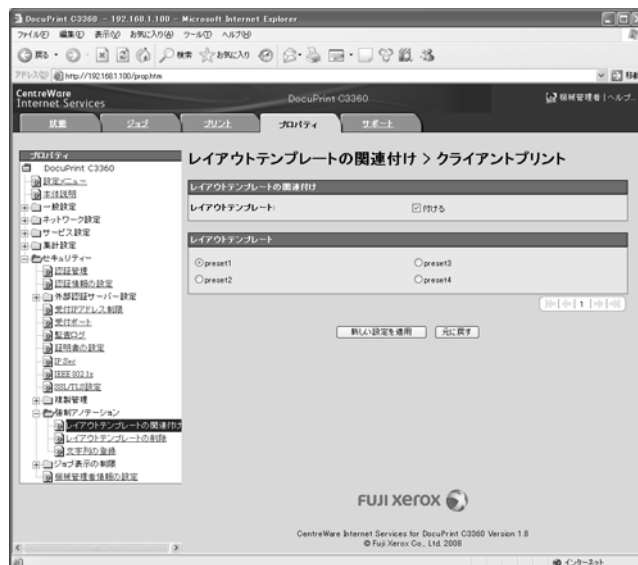 DocuPrint C3360 - 192.168.1.100 - Microsoft Internet Explorer
ファイル(F) 編集(E) 表示(V) お気に入り(A) ツール(T) ヘルプ(H)
戻る 検索 お気に入り
アドレス(D) http://192.168.1.100/prop.htm 移動
CentreWare
Internet Services
DocuPrint C3360
機械管理者 | ヘルプ
状態 ジョブ プリント プロパティ サポート
プロパティ
DocuPrint C3360
設定メニュー
本体説明
一般設定
ネットワーク設定
サービス設定
集計設定
セキュリティー
認証管理
認証情報の設定
外部認証サーバー設定
受付IPアドレス制限
受付ポート
監査ログ
証明書の設定
IP Sec
IEEE 802.1x
SSL/TLS設定
複製管理
強制アノテーション
レイアウトテンプレートの関連付け
レイアウトテンプレートの削除
文字列の登録
ジョブ表示の制限
機械管理者情報の設定
レイアウトテンプレートの関連付け > クライアントプリント
レイアウトテンプレートの関連付け
レイアウトテンプレート: 付ける
レイアウトテンプレート
preset1 preset3
preset2 preset4
1
新しい設定を適用 元に戻す
FUJI XEROX
CentreWare Internet Services for DocuPrint C3360 Version 1.8
© Fuji Xerox Co., Ltd. 2008
インターネット